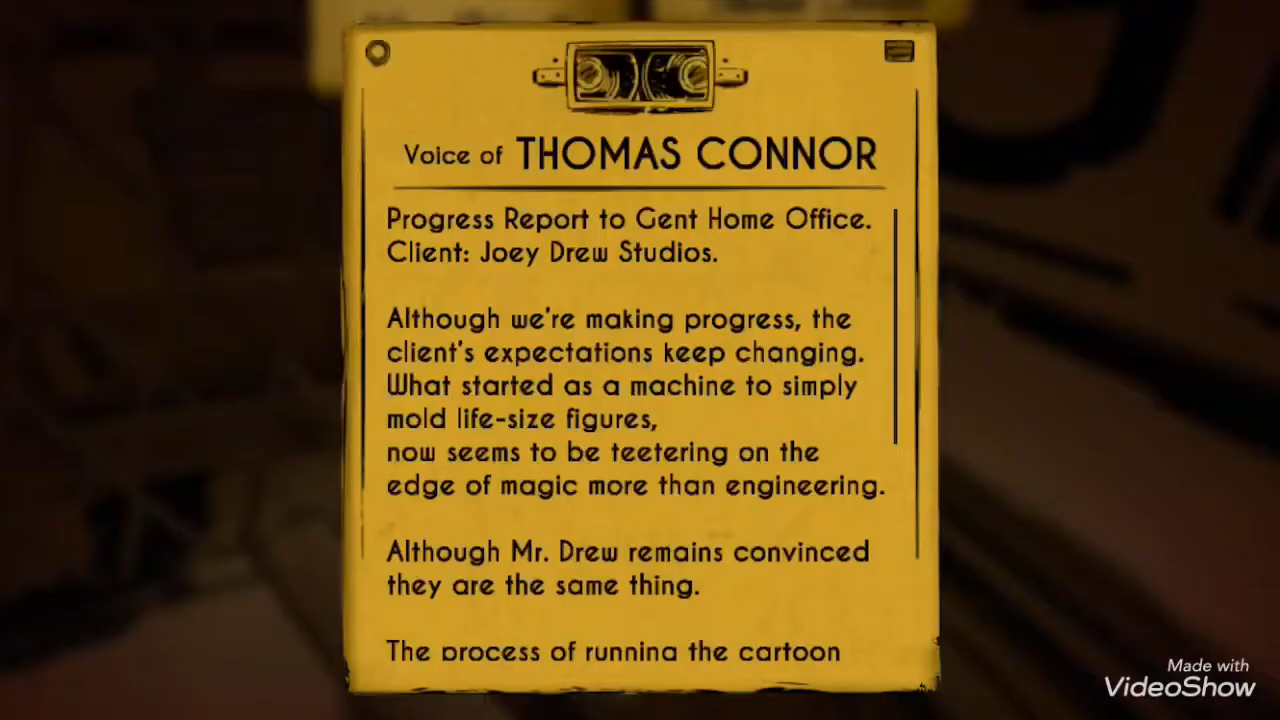 Voice of THOMAS CONNOR
Progress Report to Gent Home Office.
Client: Joey Drew Studios.
Although we're making progress, the
client's expectations keep changing.
What started as a machine to simply
mold life-size figures,
now seems to be teetering on the
edge of magic more than engineering.
Although Mr. Drew remains convinced
they are the same thing.
The process of running the cartoon
Made with
VideoShow